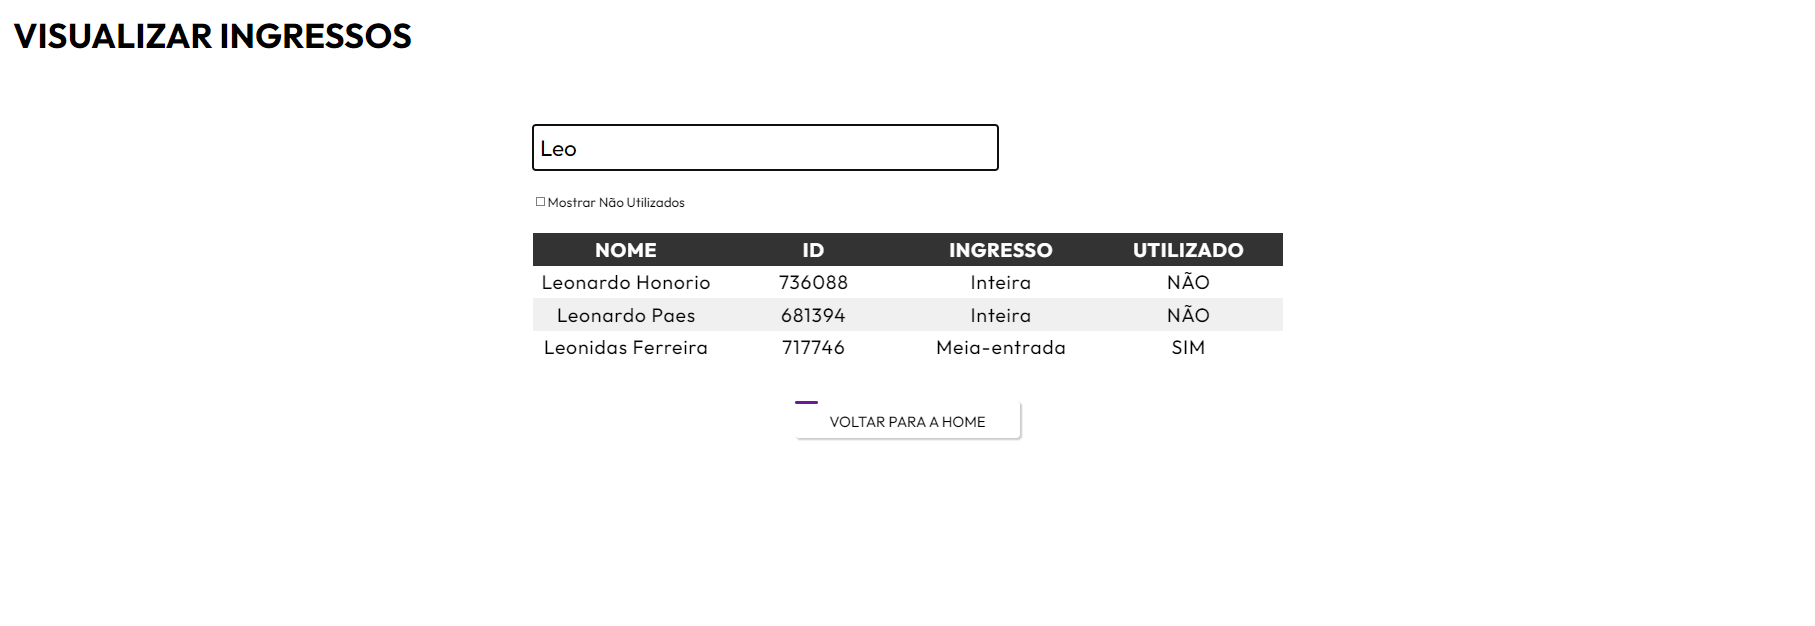 VISUALIZAR INGRESSOS
Leo
Mostrar Não Utilizados
NOME ID INGRESSO UTILIZADO
Leonardo Honorio 736088 Inteira NÃO
Leonardo Paes 681394 Inteira NÃO
Leonidas Ferreira 717746 Meia-entrada SIM
VOLTAR PARA A HOME